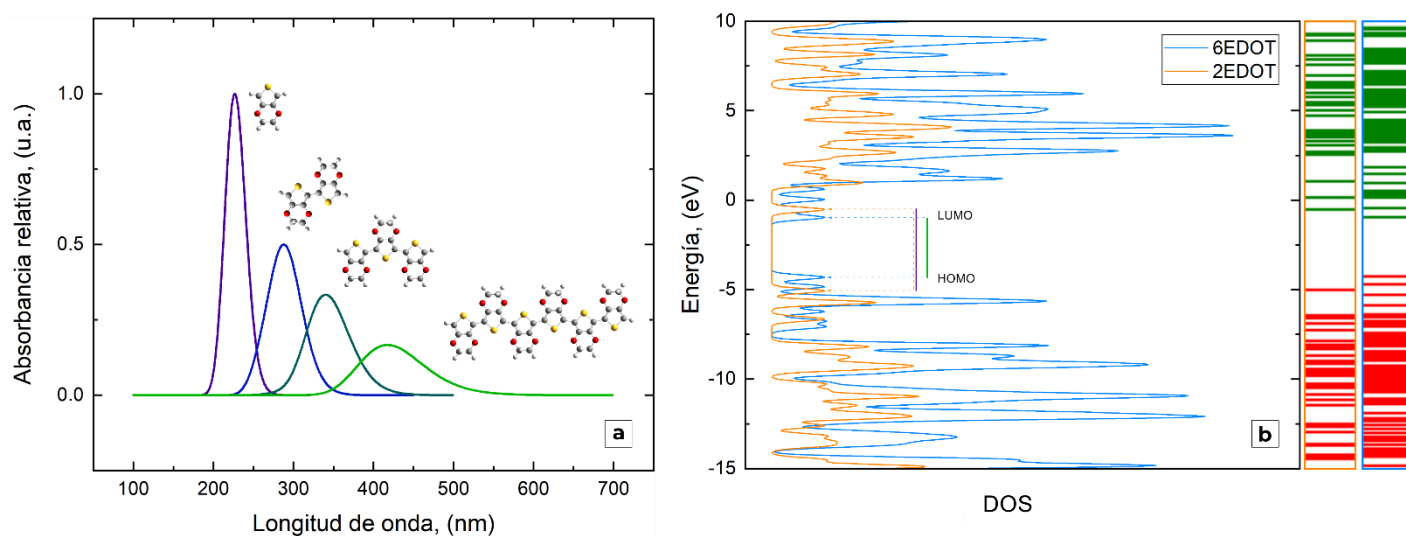 Absorbancia relativa, (u.a.)
1.0
0.5
0.0
100
200
300
400
500
600
700
Longitud de onda, (nm)
a
Energía, (eV)
10
5
0
-5
-10
-15
6EDOT
2EDOT
LUMO
HOMO
b
DOS